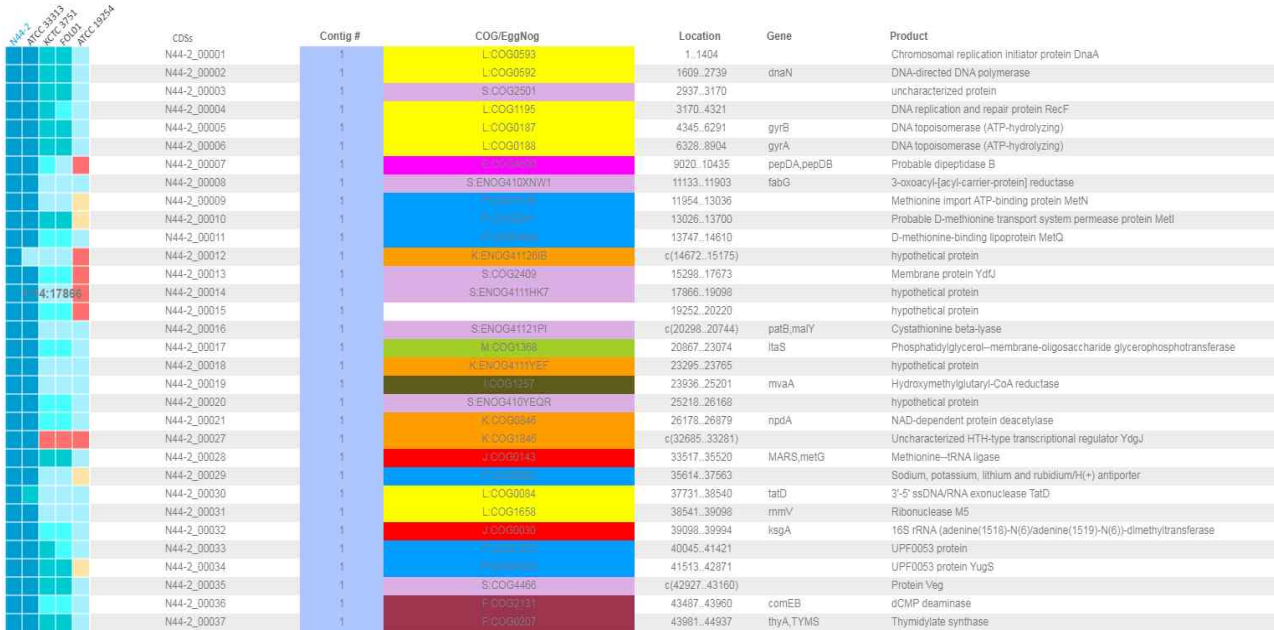 N44-2 ATCC 33313 KCTC 3751 FOL01 ATCC 19254
CDSs Contig # COG/EggNog Location Gene Product
N44-2_00001 1 L:COG0593 1..1404 Chromosomal replication initiator protein DnaA
N44-2_00002 1 L:COG0592 1609..2739 dnaN DNA-directed DNA polymerase
N44-2_00003 1 S:COG2501 2937..3170 uncharacterized protein
N44-2_00004 1 L:COG1195 3170..4321 DNA replication and repair protein RecF
N44-2_00005 1 L:COG0187 4345..6291 gyrB DNA topoisomerase (ATP-hydrolyzing)
N44-2_00006 1 L:COG0188 6328..8904 gyrA DNA topoisomerase (ATP-hydrolyzing)
N44-2_00007 1 9020..10435 pepDA,pepDB Probable dipeptidase B
N44-2_00008 1 S:ENOG410XNW1 11133..11903 fabG 3-oxoacyl-[acyl-carrier-protein] reductase
N44-2_00009 1 11954..13036 Methionine import ATP-binding protein MetN
N44-2_00010 1 13026..13700 Probable D-methionine transport system permease protein MetI
N44-2_00011 1 13747..14610 D-methionine-binding lipoprotein MetQ
N44-2_00012 1 K:ENOG41126IB c(14672..15175) hypothetical protein
N44-2_00013 1 S:COG2409 15298..17673 Membrane protein YdfJ
4:17866 N44-2_00014 1 S:ENOG4111HK7 17866..19098 hypothetical protein
N44-2_00015 1 19252..20220 hypothetical protein
N44-2_00016 1 S:ENOG41121PI c(20298..20744) patB,malY Cystathionine beta-lyase
N44-2_00017 1 M:COG1368 20867..23074 ltaS Phosphatidylglycerol--membrane-oligosaccharide glycerophosphotransferase
N44-2_00018 1 K:ENOG4111YEF 23295..23765 hypothetical protein
N44-2_00019 1 I:COG1257 23936..25201 mvaA Hydroxymethylglutaryl-CoA reductase
N44-2_00020 1 S:ENOG410YEQR 25218..26168 hypothetical protein
N44-2_00021 1 K:COG0846 26178..26879 npdA NAD-dependent protein deacetylase
N44-2_00027 1 K:COG1846 c(32685..33281) Uncharacterized HTH-type transcriptional regulator YdgJ
N44-2_00028 1 J:COG0143 33517..35520 MARS,metG Methionine--tRNA ligase
N44-2_00029 1 35614..37563 Sodium, potassium, lithium and rubidium/H(+) antiporter
N44-2_00030 1 L:COG0084 37731..38540 tatD 3'-5' ssDNA/RNA exonuclease TatD
N44-2_00031 1 L:COG1658 38541..39098 rnmV Ribonuclease M5
N44-2_00032 1 J:COG0030 39098..39994 ksgA 16S rRNA (adenine(1518)-N(6)/adenine(1519)-N(6))-dimethyltransferase
N44-2_00033 1 40045..41421 UPF0053 protein
N44-2_00034 1 41513..42871 UPF0053 protein YugS
N44-2_00035 1 S:COG4466 c(42927..43160) Protein Veg
N44-2_00036 1 F:COG2131 43487..43960 comEB dCMP deaminase
N44-2_00037 1 F:COG0207 43981..44937 thyA,TYMS Thymidylate synthase